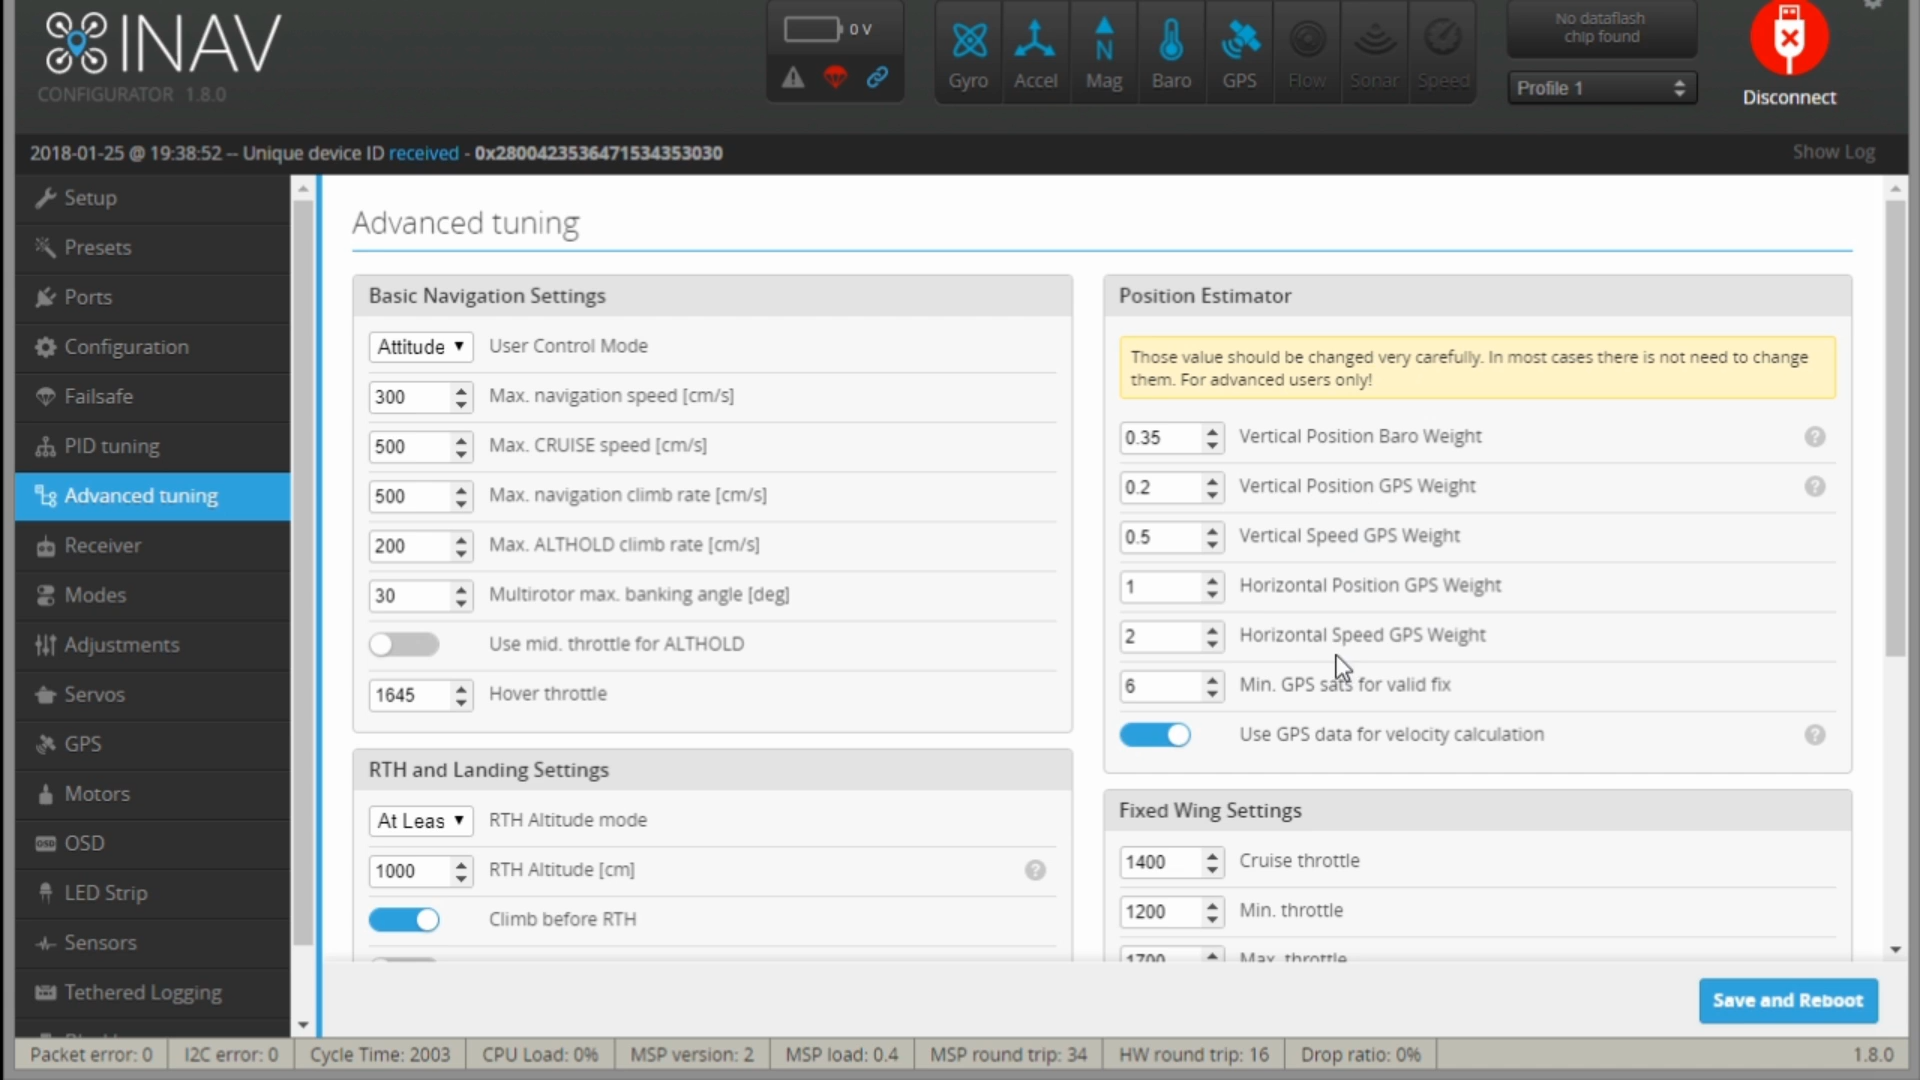 INAV
CONFIGURATOR 1.8.0
0 V
Gyro
Accel
N
Mag
Baro
GPS
Flow
Sonar
Speed
No dataflash
chip found
Profile 1
Disconnect
2018-01-25 @ 19:38:52 -- Unique device ID received - 0x2800423536471534353030
Show Log
Setup
Presets
Ports
Configuration
Failsafe
PID tuning
Advanced tuning
Receiver
Modes
Adjustments
Servos
GPS
Motors
OSD OSD
LED Strip
Sensors
Tethered Logging
Advanced tuning
Basic Navigation Settings
Attitude User Control Mode
300 Max. navigation speed [cm/s]
500 Max. CRUISE speed [cm/s]
500 Max. navigation climb rate [cm/s]
200 Max. ALTHOLD climb rate [cm/s]
30 Multirotor max. banking angle [deg]
Use mid. throttle for ALTHOLD
1645 Hover throttle
RTH and Landing Settings
At Leas RTH Altitude mode
1000 RTH Altitude [cm] ?
Climb before RTH
Position Estimator
Those value should be changed very carefully. In most cases there is not need to change
them. For advanced users only!
0.35 Vertical Position Baro Weight ?
0.2 Vertical Position GPS Weight ?
0.5 Vertical Speed GPS Weight
1 Horizontal Position GPS Weight
2 Horizontal Speed GPS Weight
6 Min. GPS sats for valid fix
Use GPS data for velocity calculation ?
Fixed Wing Settings
1400 Cruise throttle
1200 Min. throttle
1700 Max. throttle
Save and Reboot
Packet error: 0
I2C error: 0
Cycle Time: 2003
CPU Load: 0%
MSP version: 2
MSP load: 0.4
MSP round trip: 34
HW round trip: 16
Drop ratio: 0%
1.8.0